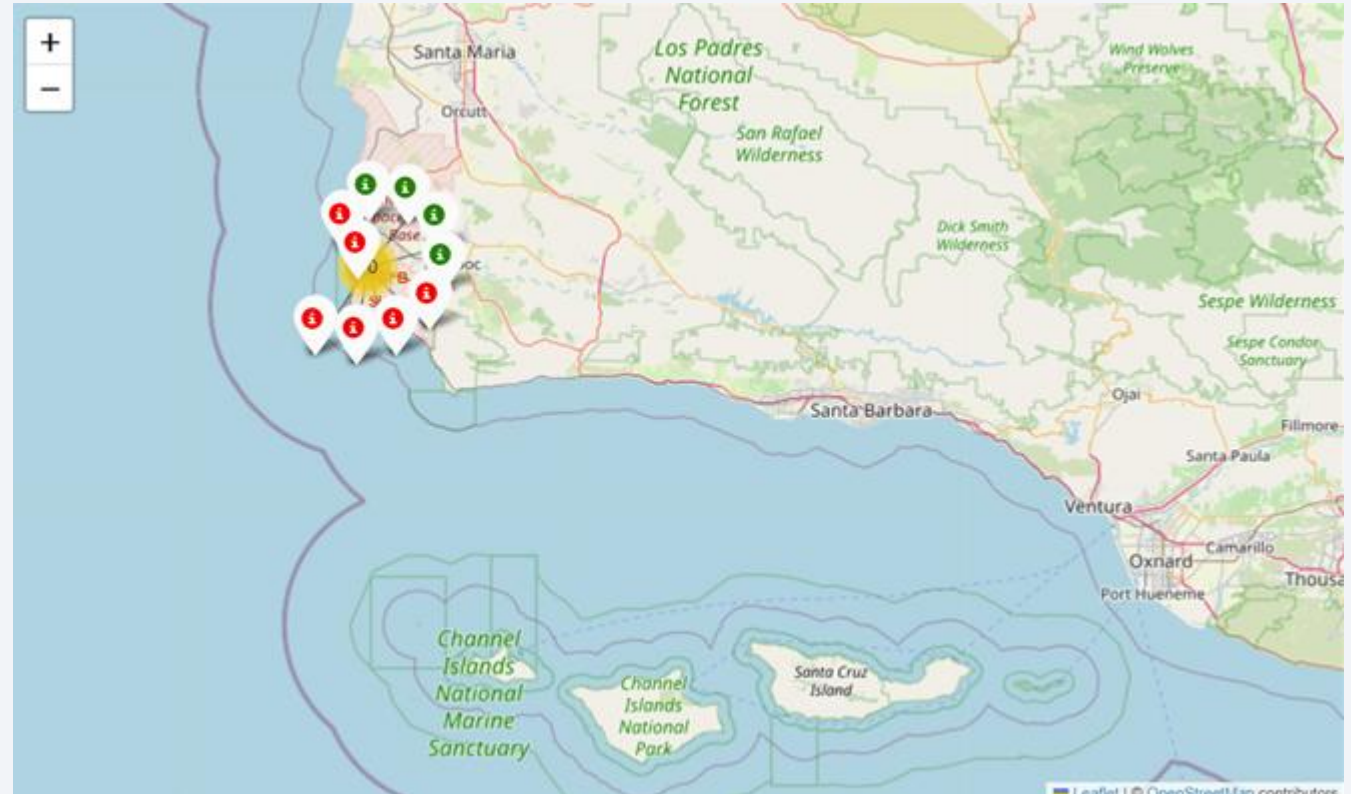 +
−
Santa Maria
Orcutt
Los Padres
National
Forest
San Rafael
Wilderness
Wind Wolves
Preserve
Base
Dick Smith
Wilderness
Sespe Wilderness
Sespe Condor
Sanctuary
Ojai
Fillmore
Santa Barbara
Santa Paula
Ventura
Oxnard
Camarillo
Thousa
Port Hueneme
Channel
Islands
National
Marine
Sanctuary
Channel
Islands
National
Park
Santa Cruz
Island
Leaflet | © OpenStreetMap contributors